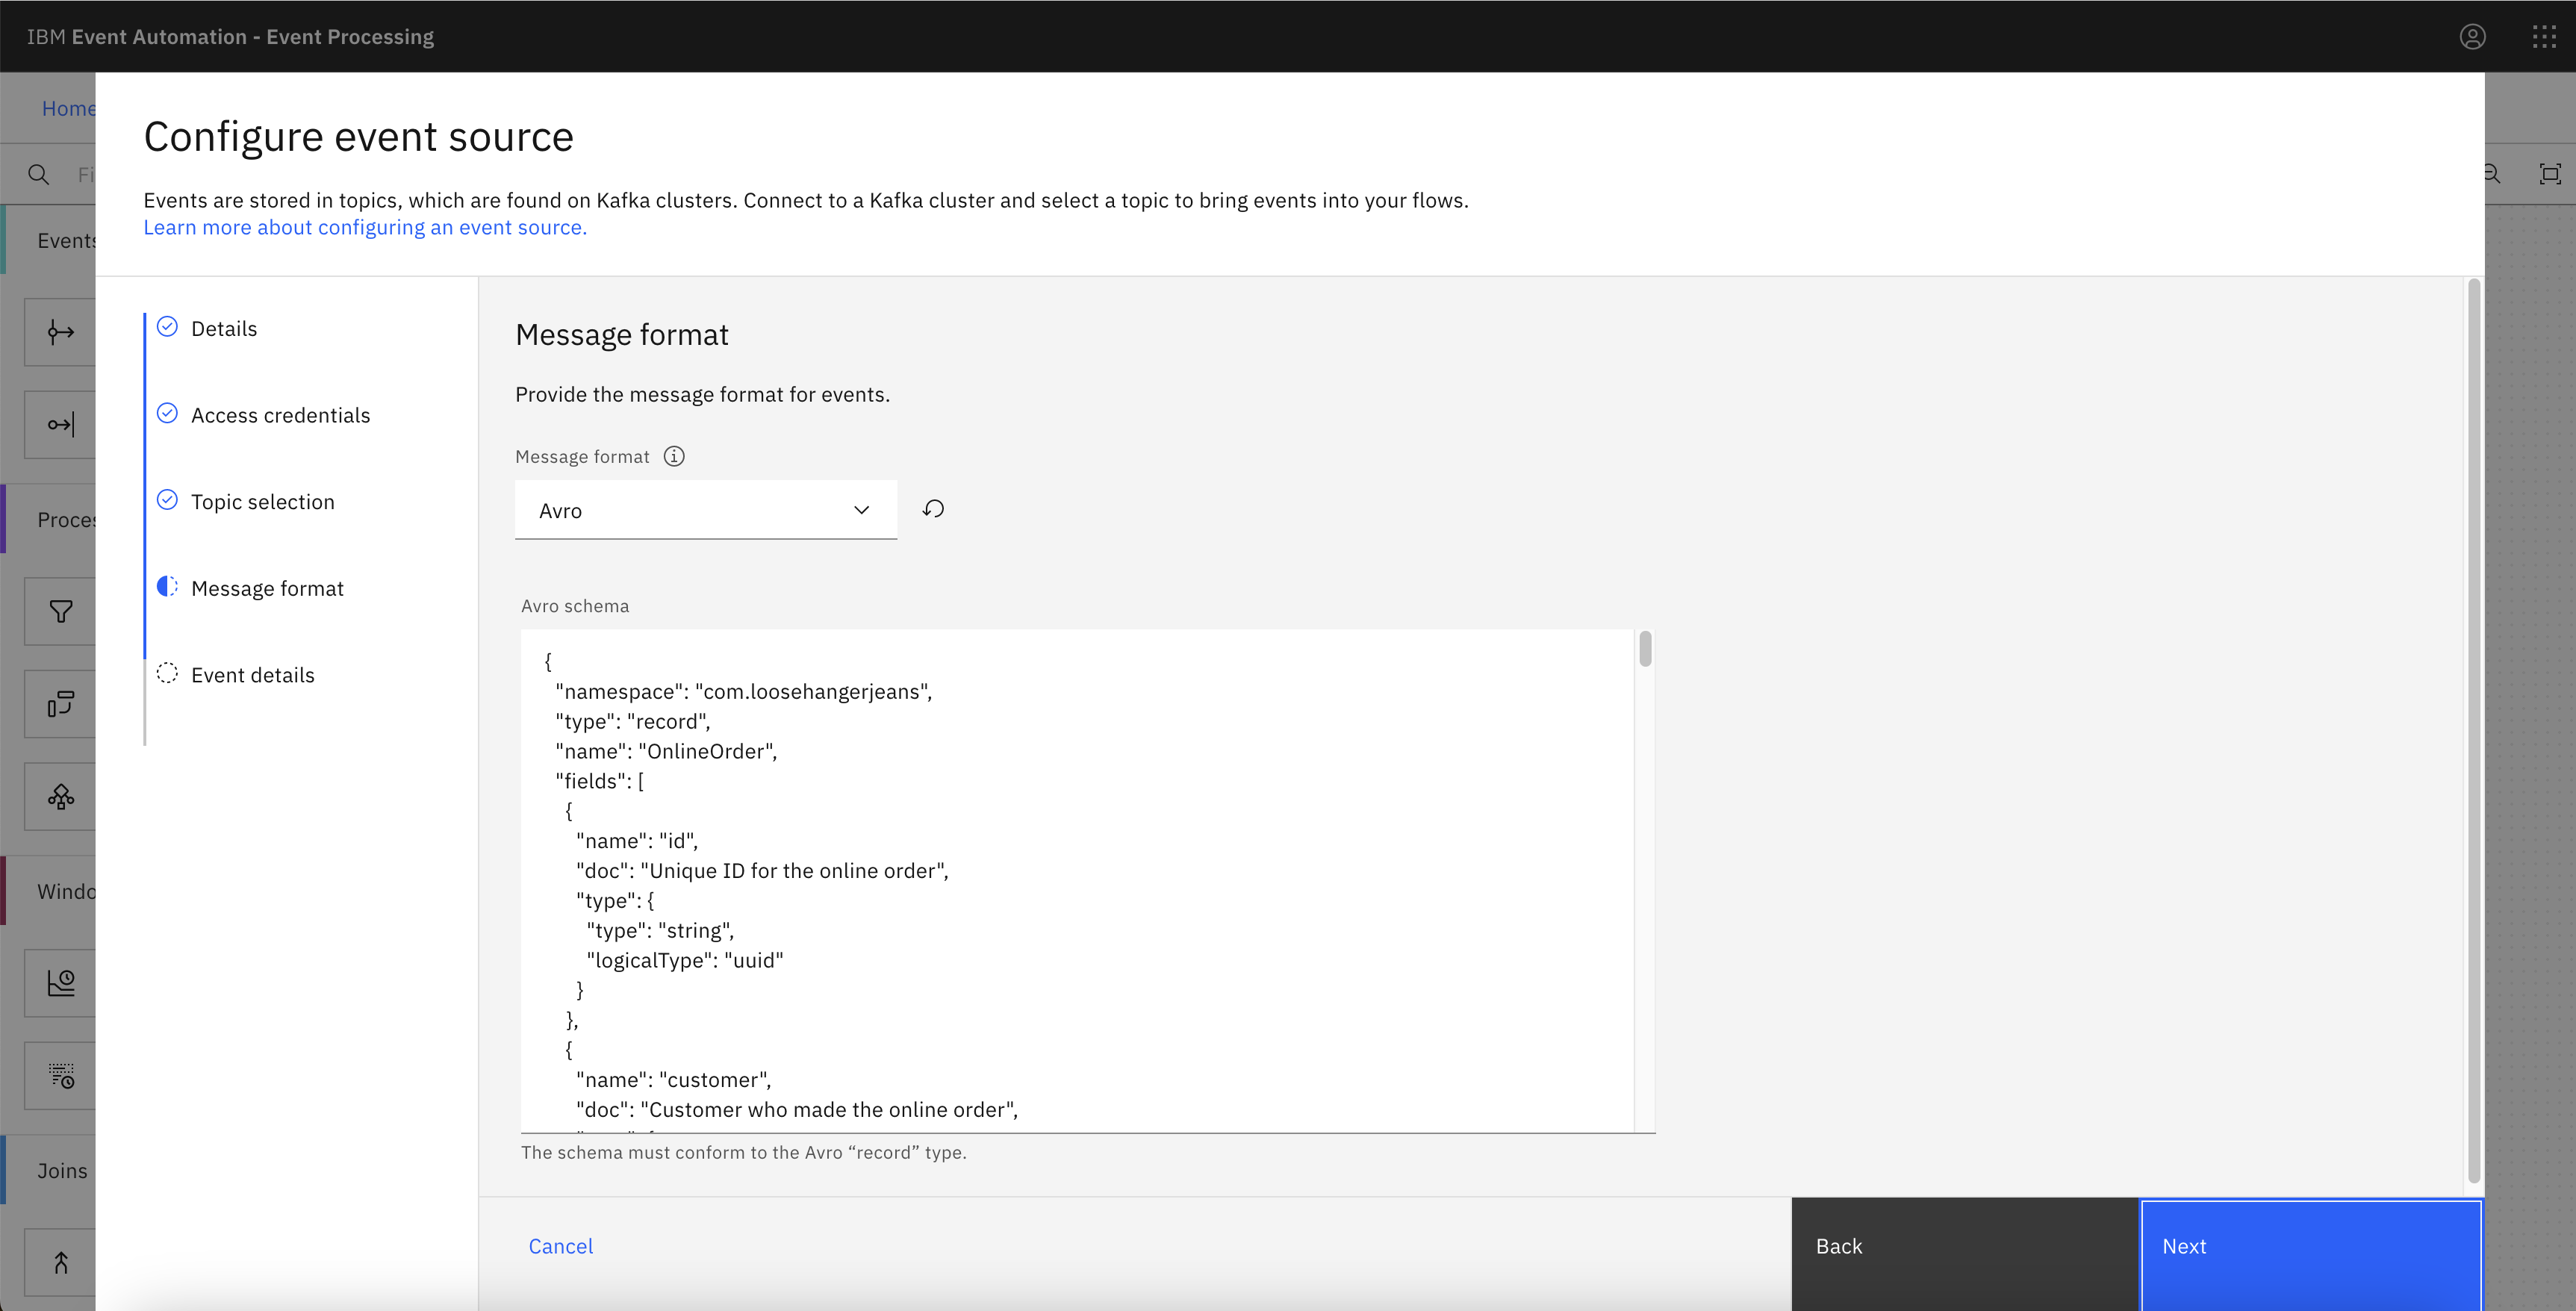 IBM Event Automation - Event Processing
Home
Configure event source
Events are stored in topics, which are found on Kafka clusters. Connect to a Kafka cluster and select a topic to bring events into your flows.
Learn more about configuring an event source.
Fi
Events
Proces
Windo
Joins
Details
Access credentials
Topic selection
Message format
Event details
Message format
Provide the message format for events.
Message format
Avro
Avro schema
{
"namespace": "com.loosehangerjeans",
"type": "record",
"name": "OnlineOrder",
"fields": [
{
"name": "id",
"doc": "Unique ID for the online order",
"type": {
"type": "string",
"logicalType": "uuid"
}
},
{
"name": "customer",
"doc": "Customer who made the online order",
The schema must conform to the Avro “record” type.
Cancel
Back
Next